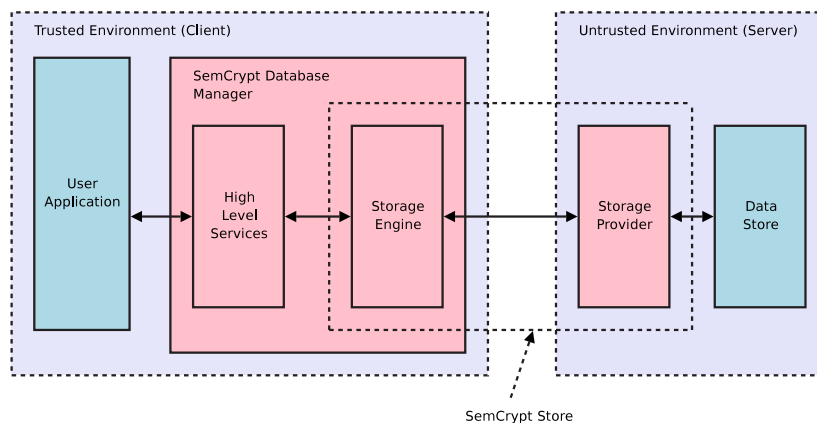 Trusted Environment (Client)
Untrusted Environment (Server)
SemCrypt Database
Manager
User
Application
High
Level
Services
Storage
Engine
Storage
Provider
Data
Store
SemCrypt Store